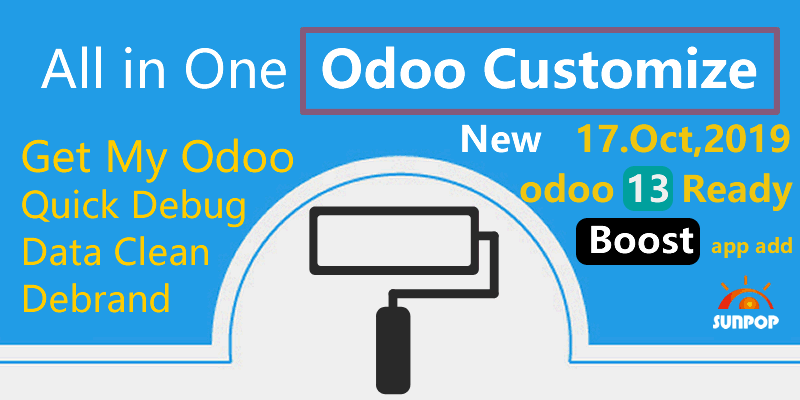 All in One Odoo Customize
Get My Odoo
Quick Debug
Data Clean
Debrand
New 17.Oct,2019
odoo 13 Ready
Boost app add
SUNPOP